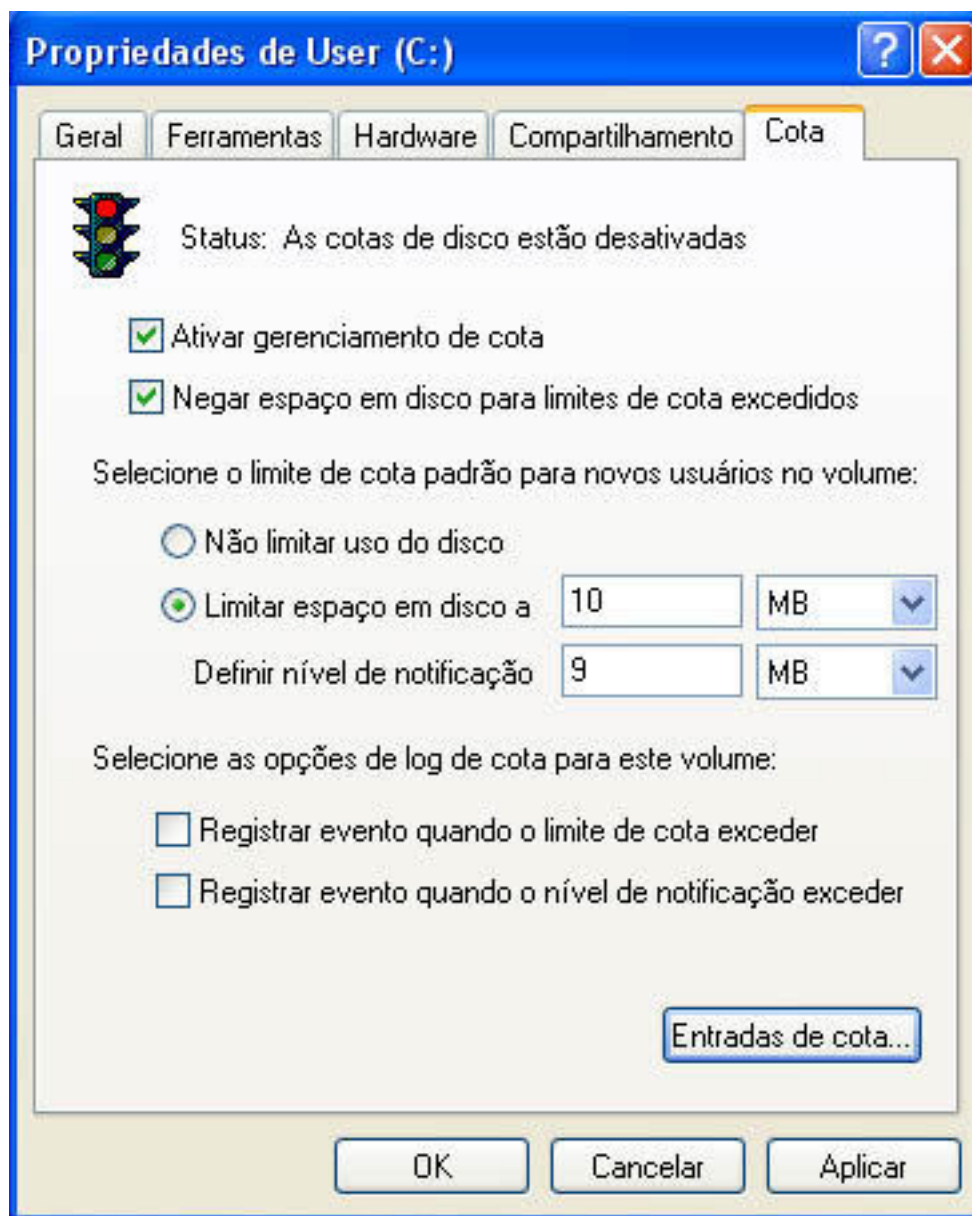 Propriedades de User (C:)
Geral Ferramentas Hardware Compartilhamento Cota
Status: As cotas de disco estão desativadas
Ativar gerenciamento de cota
Negar espaço em disco para limites de cota excedidos
Selecione o limite de cota padrão para novos usuários no volume:
Não limitar uso do disco
Limitar espaço em disco a 10 MB
Definir nível de notificação 9 MB
Selecione as opções de log de cota para este volume:
Registrar evento quando o limite de cota exceder
Registrar evento quando o nível de notificação exceder
Entradas de cota...
OK Cancelar Aplicar